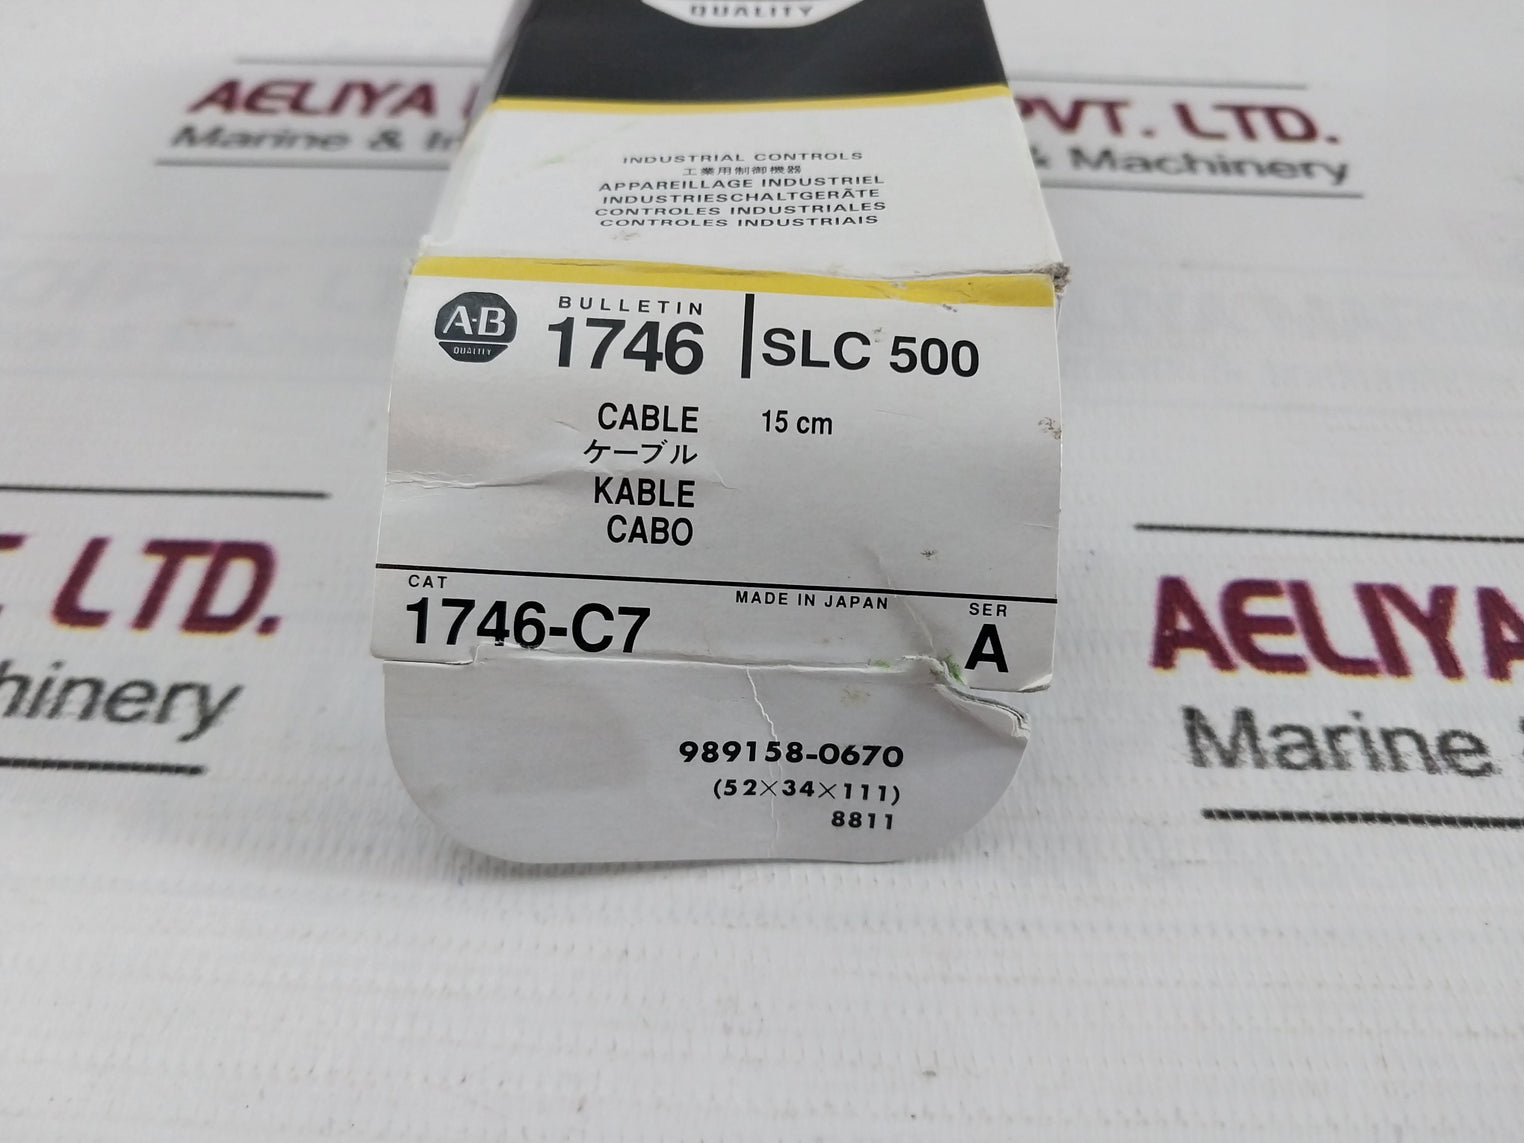 QUALITY
AELIYA
PVT. LTD.
Marine &
& Machinery
INDUSTRIAL CONTROLS
工業用制御機器
APPAREILLAGE INDUSTRIEL
INDUSTRIESCHALTGERÄTE
CONTROLES INDUSTRIALES
CONTROLES INDUSTRIAIS
A-B
QUALITY
BULLETIN
1746
SLC 500
CABLE 15 cm
ケーブル
KABLE
CABO
CAT
1746-C7
MADE IN JAPAN
SER
A
LTD.
hinery
AELIYA
Marine
989158-0670
(52×34×111)
8811